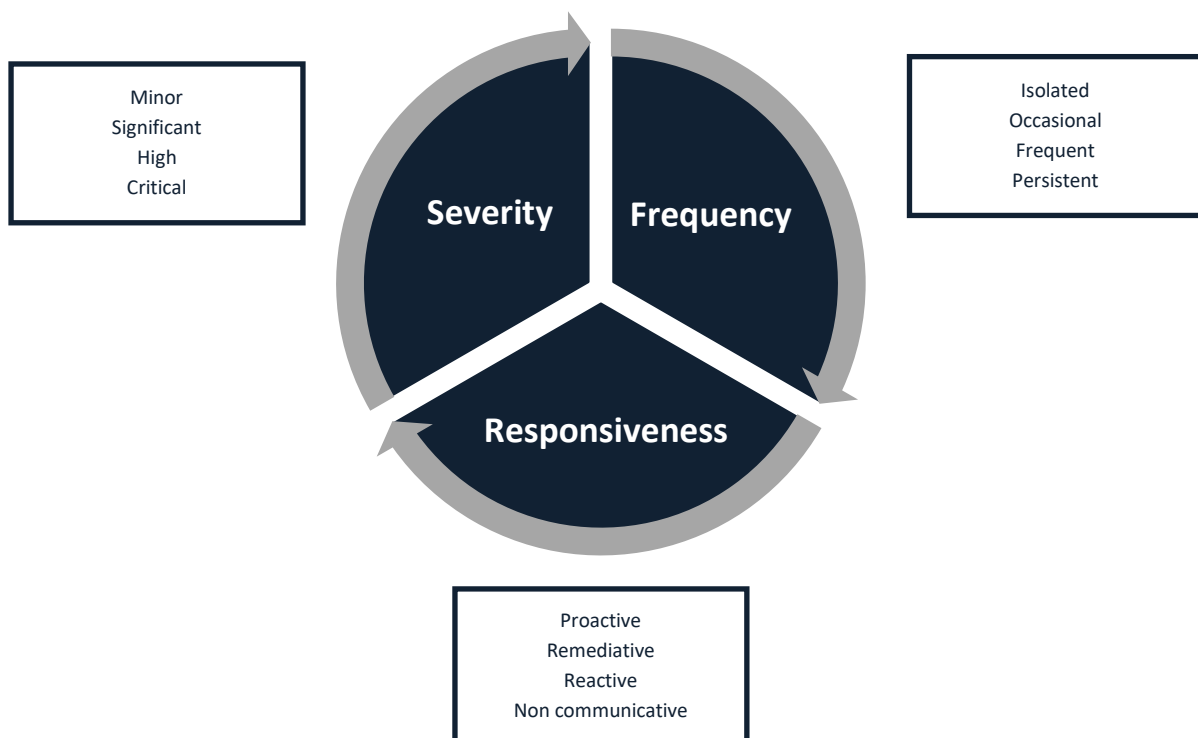 Minor
Significant
High
Critical
Severity
Frequency
Isolated
Occasional
Frequent
Persistent
Responsiveness
Proactive
Remediative
Reactive
Non communicative